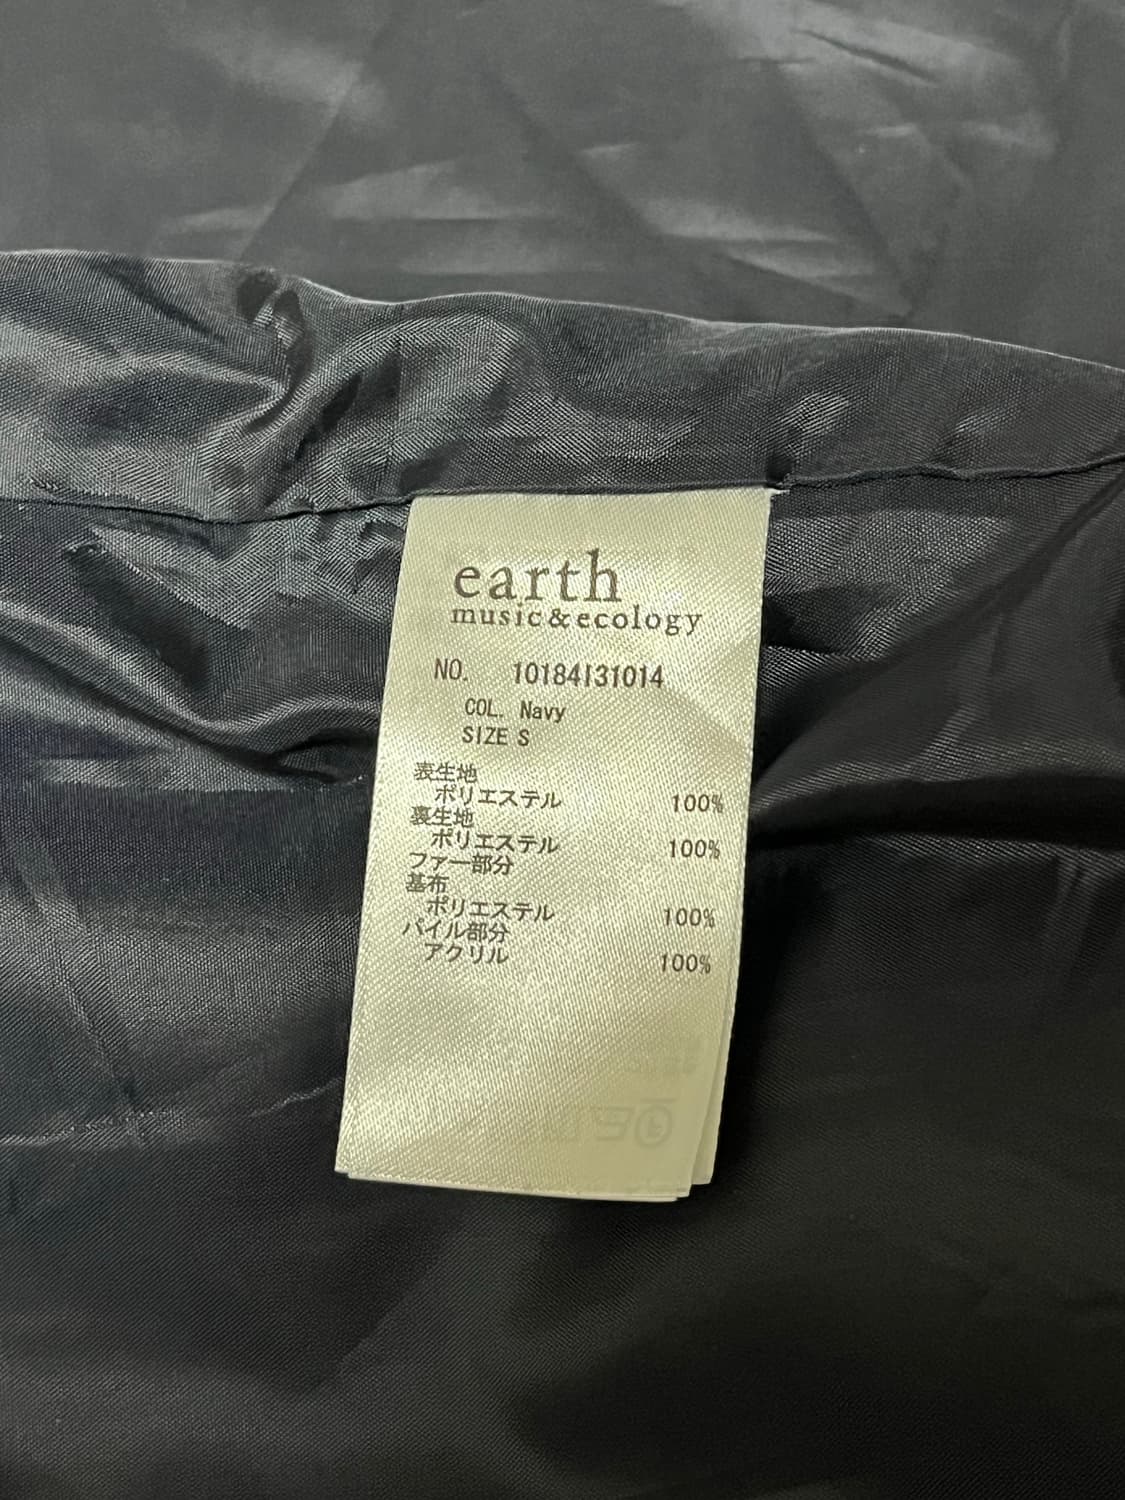 earth
music&ecology
NO. 10184131014
COL. Navy
SIZE S
表生地
ポリエステル 100%
裏生地
ポリエステル 100%
ファー部分
基布
ポリエステル 100%
パイル部分
アクリル 100%